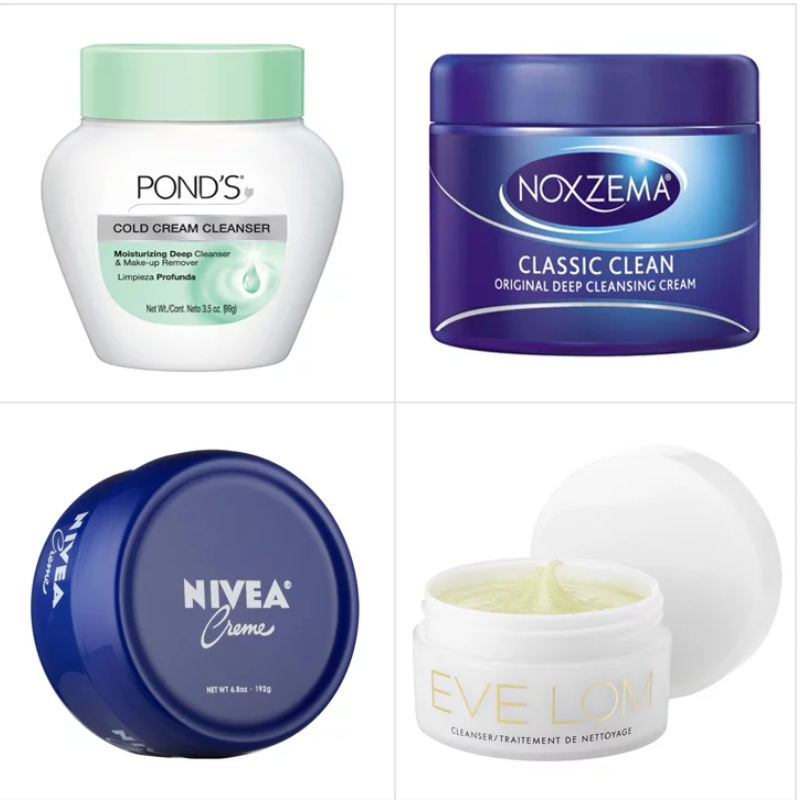 POND'S
COLD CREAM CLEANSER
Moisturizing Deep Cleanser
& Make-up Remover
Limpieza Profunda
Net Wt./Cont. Neto 3.5 oz. (99g)
NOXZEMA®
CLASSIC CLEAN
ORIGINAL DEEP CLEANSING CREAM
NIVEA
Creme
NIVEA®
Creme
NET WT 6.8oz - 192g
EVE LOM
CLEANSER/TRAITEMENT DE NETTOYAGE